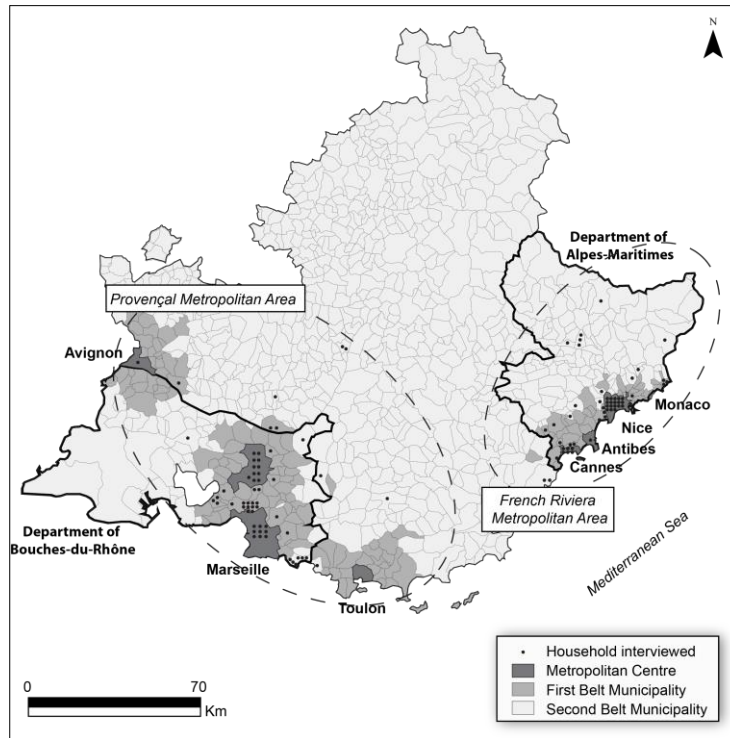 N
Department of
Alpes-Maritimes
Provençal Metropolitan Area
Avignon
Monaco
Nice
Antibes
Cannes
French Riviera
Metropolitan Area
Department of
Bouches-du-Rhône
Marseille
Mediterranean Sea
Toulon
Household interviewed
Metropolitan Centre
First Belt Municipality
Second Belt Municipality
0 70
Km